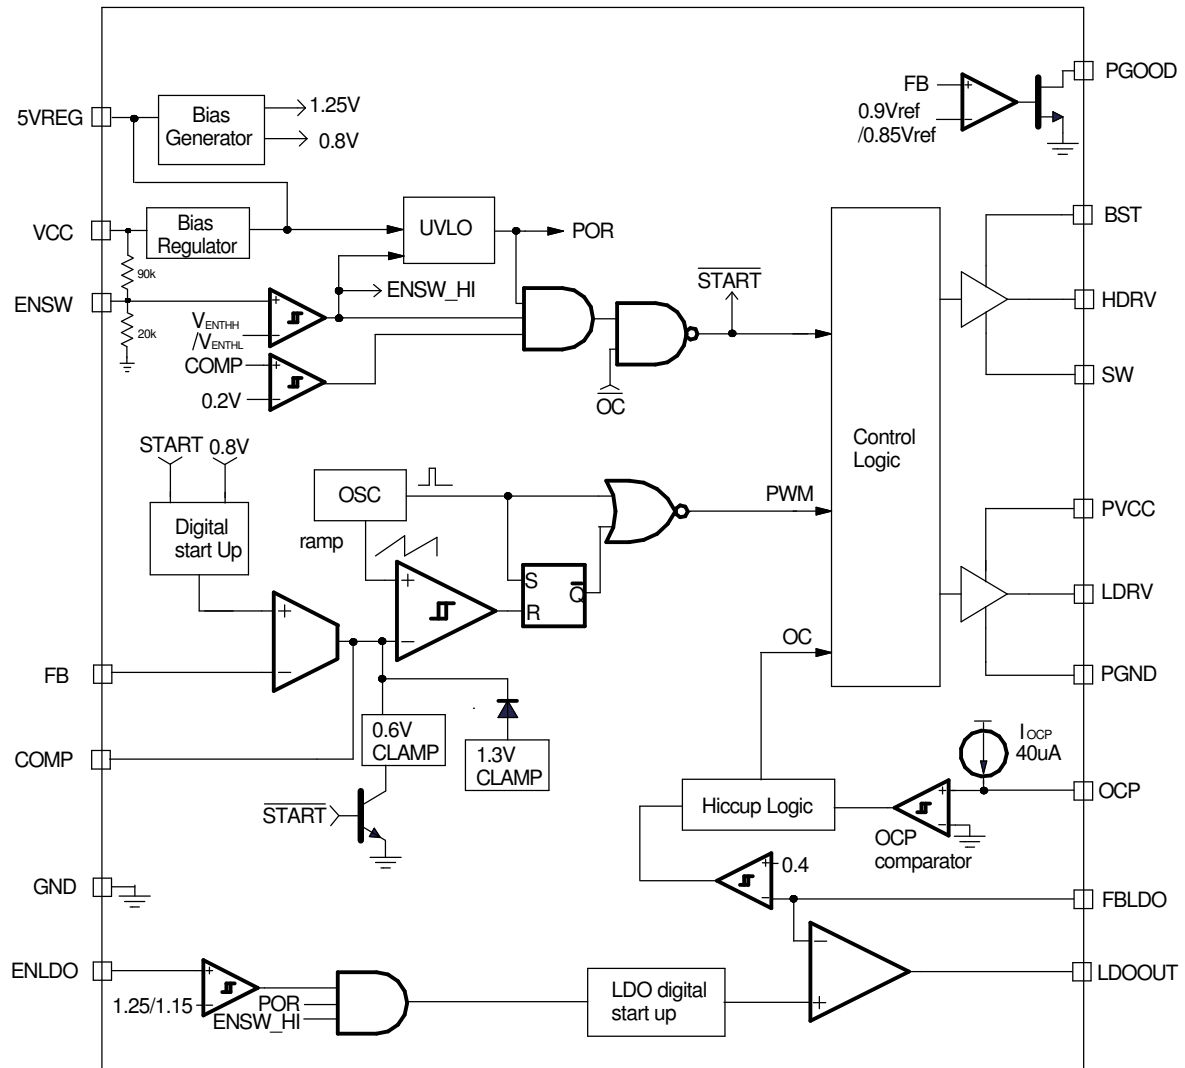 PGOOD
FB
+
0.9Vref
/0.85Vref
−
5VREG
Bias
Generator
1.25V
0.8V
VCC
Bias
Regulator
UVLO
POR
BST
90k
ENSW_HI
START
ENSW
+
HDRV
VENTHH
/VENTHL
−
20k
COMP
+
0.2V
−
OC
SW
Control
Logic
START
0.8V
OSC
PWM
PVCC
Digital
start Up
ramp
+
S
Q
R
LDRV
+
−
−
OC
FB
PGND
0.6V
CLAMP
1.3V
CLAMP
IOCP
40uA
COMP
START
Hiccup Logic
+
−
OCP
OCP
comparator
+
0.4
−
GND
FBLDO
−
ENLDO
+
1.25/1.15
−
POR
ENSW_HI
LDO digital
start up
+
LDOOUT